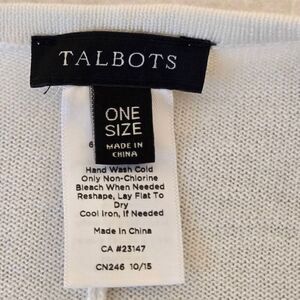 TALBOTS
ONE
SIZE
MADE IN
CHINA
6
Hand Wash Cold
Only Non-Chlorine
Bleach When Needed
Reshape, Lay Flat To
Dry
Cool Iron, If Needed
Made in China
CA #23147
CN246 10/15